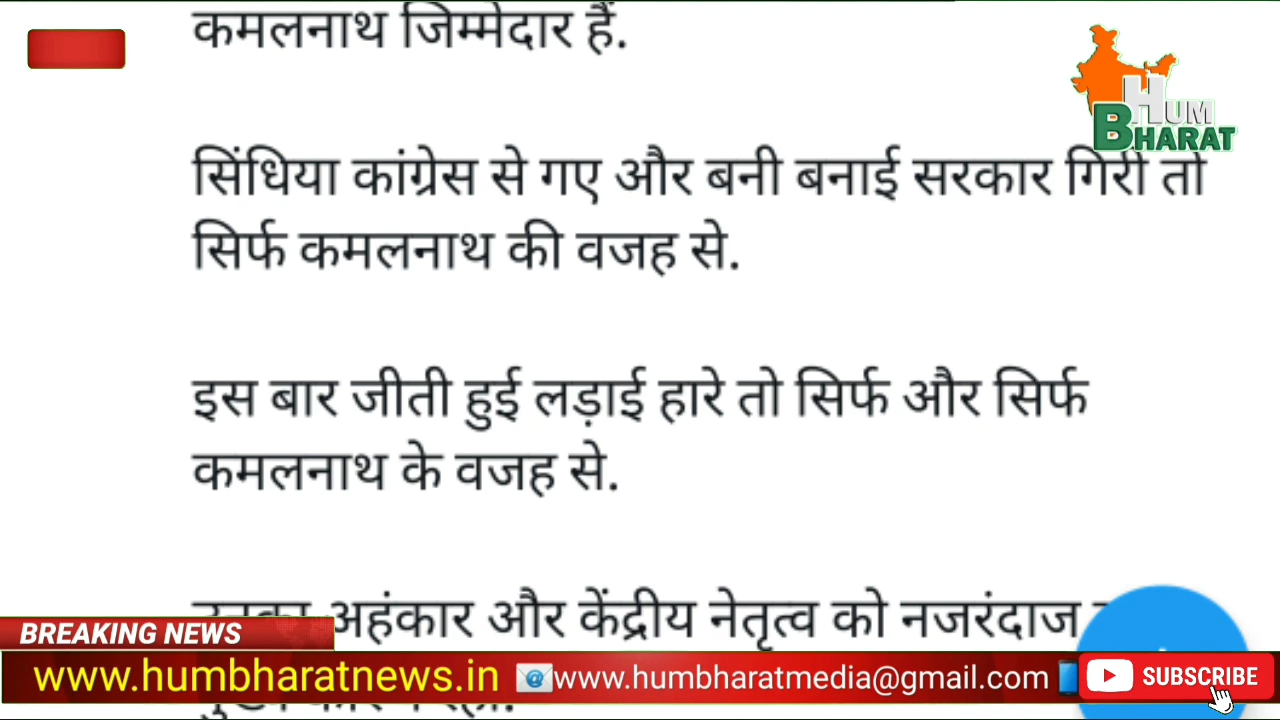 कमलनाथ जिम्मेदार हैं.
HUM
BHARAT
सिंधिया कांग्रेस से गए और बनी बनाई सरकार गिरी तो
सिर्फ कमलनाथ की वजह से.
इस बार जीती हुई लड़ाई हारे तो सिर्फ और सिर्फ
कमलनाथ के वजह से.
अहंकार और केंद्रीय नेतृत्व को नजरंदाज
BREAKING NEWS
www.humbharatnews.in www.humbharatmedia@gmail.com SUBSCRIBE